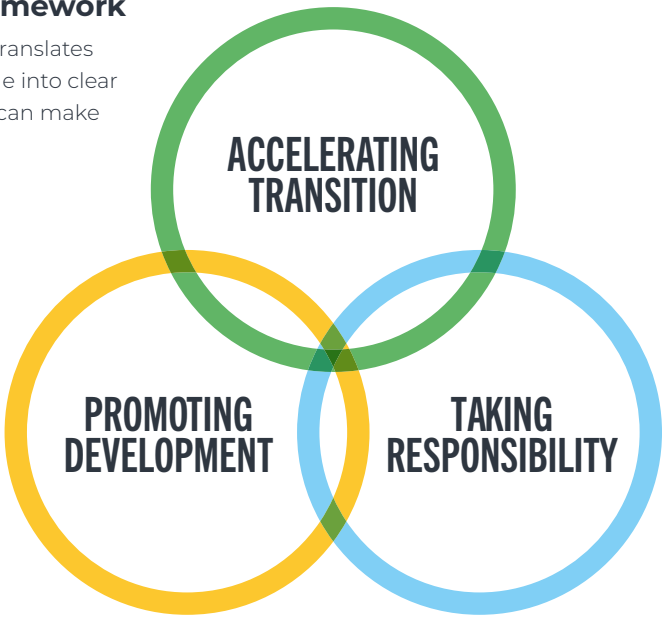 mework
ranslates
e into clear
can make
ACCELERATING
TRANSITION
PROMOTING
DEVELOPMENT
TAKING
RESPONSIBILITY